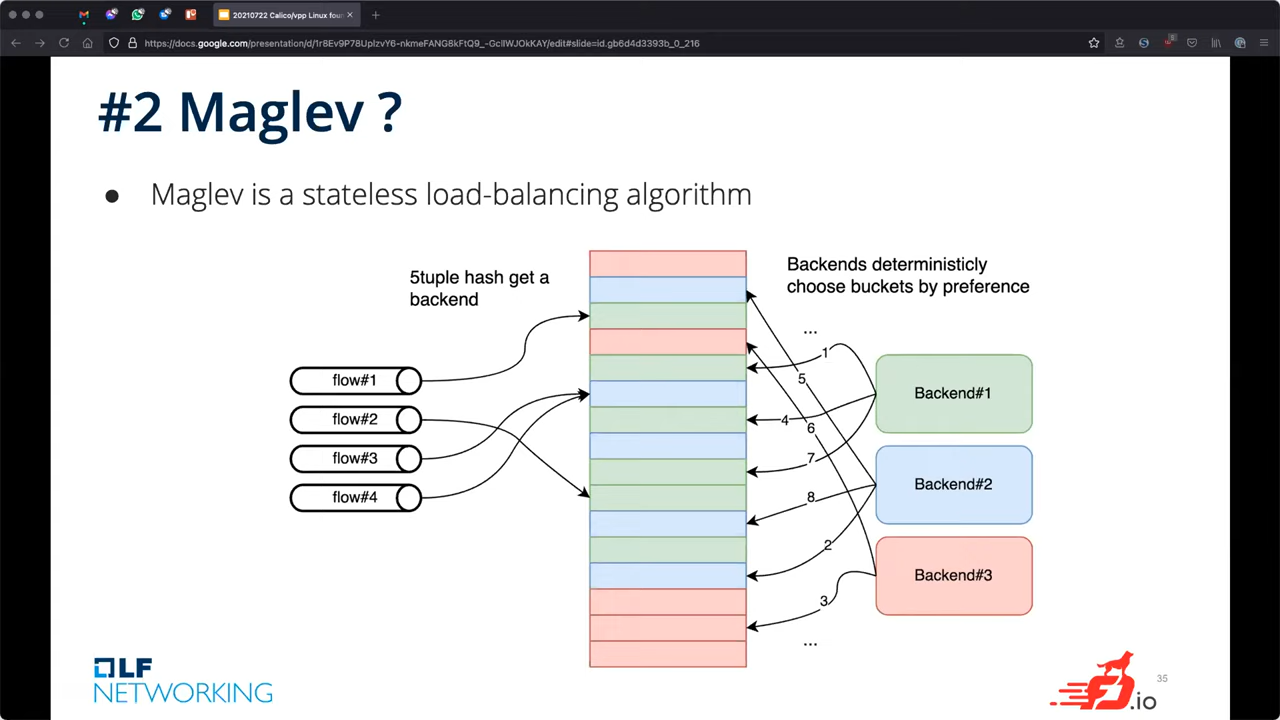 20210722 Calico/vpp Linux fou
https://docs.google.com/presentation/d/1r8Ev9P78UplzvY6-nkmeFANG8kFtQ9_-GclIWJOkKAY/edit#slide=id.gb6d4d3393b_0_216
#2 Maglev ?
● Maglev is a stateless load-balancing algorithm
5tuple hash get a
backend
Backends deterministicly
choose buckets by preference
...
1
5
4
6
7
8
2
3
...
flow#1
flow#2
flow#3
flow#4
Backend#1
Backend#2
Backend#3
LF
NETWORKING
FD.io
35